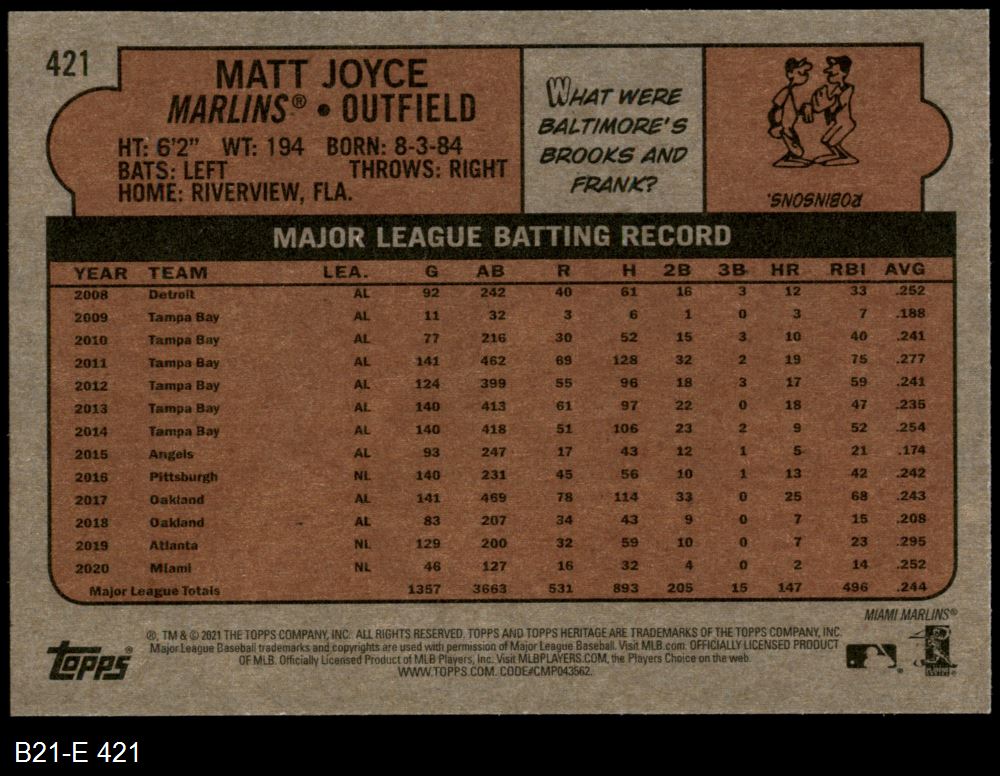 421
MATT JOYCE
MARLINS® • OUTFIELD
HT: 6'2" WT: 194 BORN: 8-3-84
BATS: LEFT THROWS: RIGHT
HOME: RIVERVIEW, FLA.
WHAT WERE
BALTIMORE'S
BROOKS AND
FRANK?
ROBINSONS.
MAJOR LEAGUE BATTING RECORD
YEAR TEAM LEA. G AB R H 2B 3B HR RBI AVG
2008 Detroit AL 92 242 40 61 16 3 12 33 .252
2009 Tampa Bay AL 11 32 3 6 1 0 3 7 .188
2010 Tampa Bay AL 77 216 30 52 15 3 10 40 .241
2011 Tampa Bay AL 141 462 69 128 32 2 19 75 .277
2012 Tampa Bay AL 124 399 55 96 18 3 17 59 .241
2013 Tampa Bay AL 140 413 61 97 22 0 18 47 .235
2014 Tampa Bay AL 140 418 51 106 23 2 9 52 .254
2015 Angels AL 93 247 17 43 12 1 5 21 .174
2016 Pittsburgh NL 140 231 45 56 10 1 13 42 .242
2017 Oakland AL 141 469 78 114 33 0 25 68 .243
2018 Oakland AL 83 207 34 43 9 0 7 15 .208
2019 Atlanta NL 129 200 32 59 10 0 7 23 .295
2020 Miami NL 46 127 16 32 4 0 2 14 .252
Major League Totals 1357 3663 531 893 205 15 147 496 .244
MIAMI MARLINS®
®, TM & © 2021 THE TOPPS COMPANY, INC. ALL RIGHTS RESERVED. TOPPS AND TOPPS HERITAGE ARE TRADEMARKS OF THE TOPPS COMPANY, INC.
Major League Baseball trademarks and copyrights are used with permission of Major League Baseball. Visit MLB.com. OFFICIALLY LICENSED PRODUCT
OF MLB. Officially Licensed Product of MLB Players, Inc. Visit MLBPLAYERS.COM, the Players Choice on the web.
WWW.TOPPS.COM. CODE#CMP043562.
topps®
B21-E 421